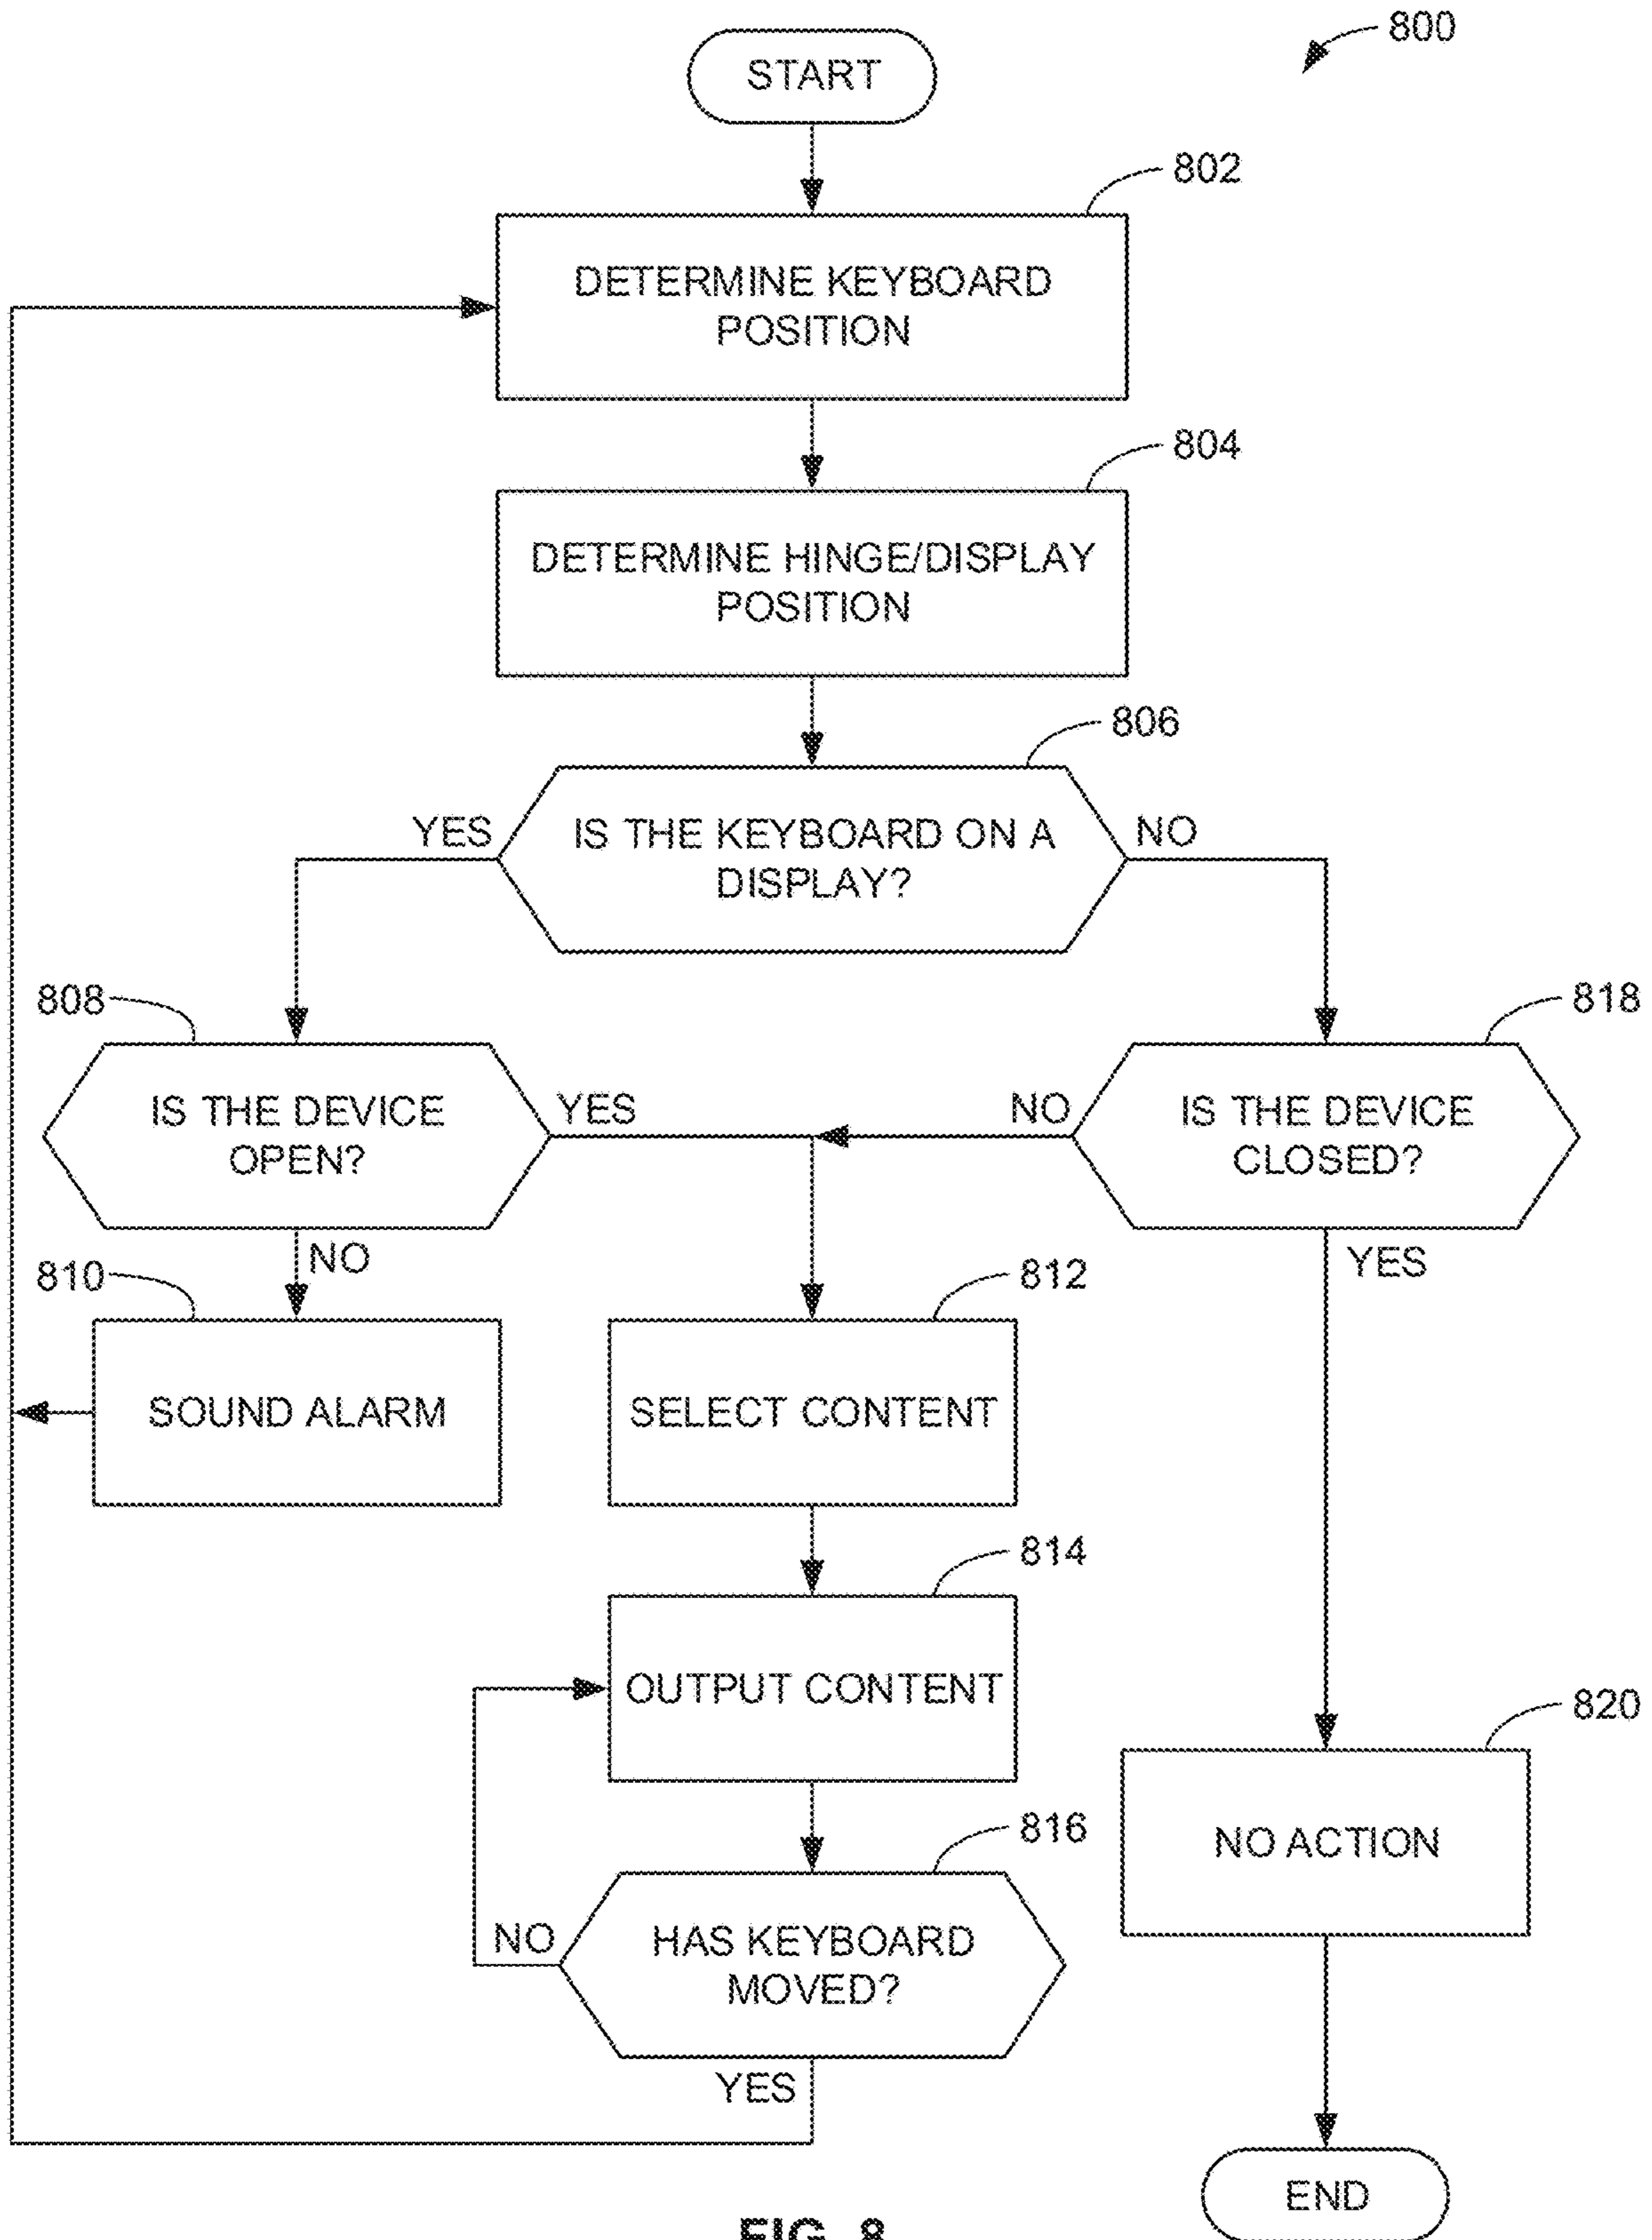 800
START
802
DETERMINE KEYBOARD
POSITION
804
DETERMINE HINGE/DISPLAY
POSITION
806
YES
IS THE KEYBOARD ON A
DISPLAY?
NO
808
818
IS THE DEVICE
OPEN?
YES
NO
IS THE DEVICE
CLOSED?
NO
YES
810
812
SOUND ALARM
SELECT CONTENT
814
OUTPUT CONTENT
820
816
NO ACTION
NO
HAS KEYBOARD
MOVED?
YES
END
FIG. 8